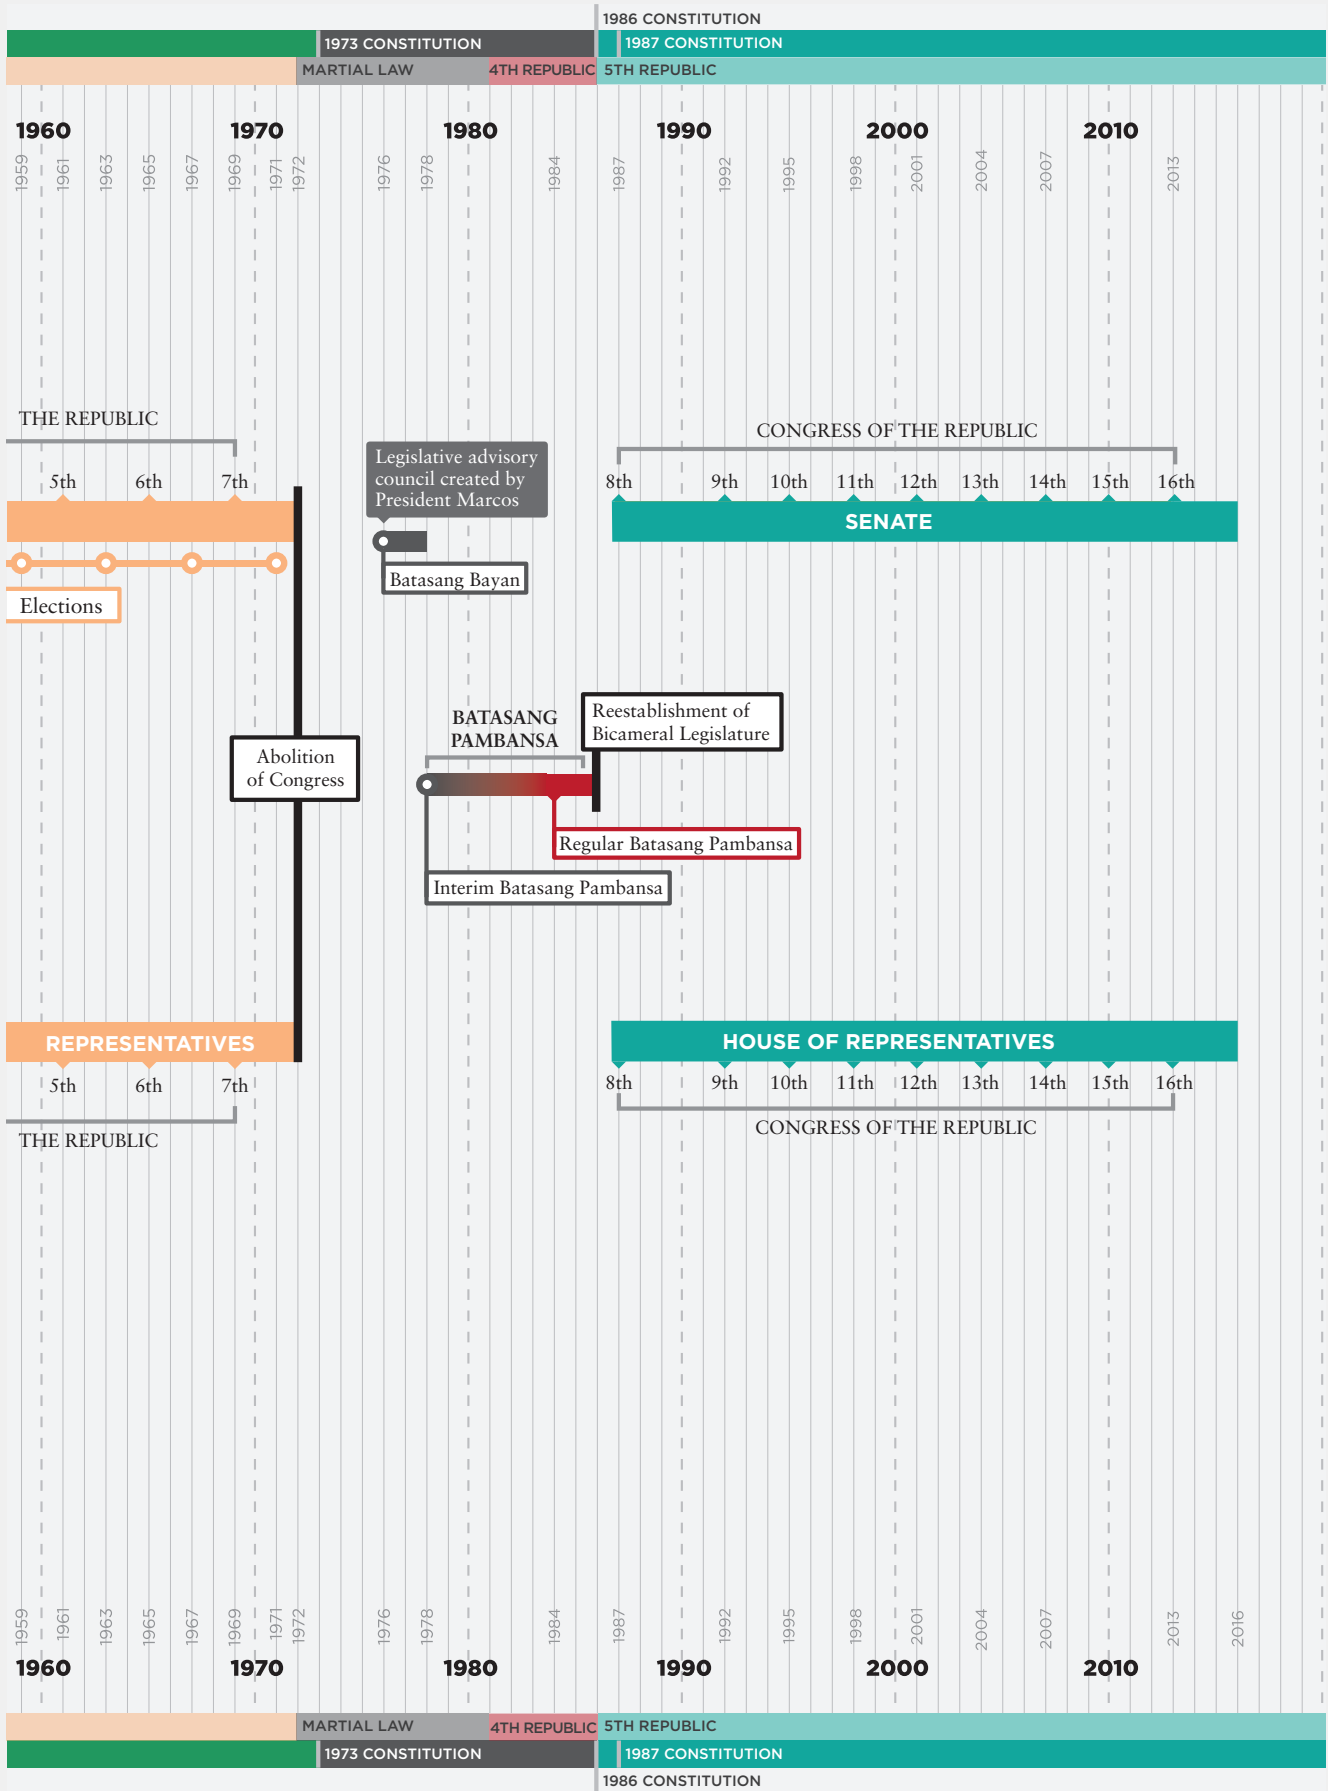 1986 CONSTITUTION
1973 CONSTITUTION
1987 CONSTITUTION
MARTIAL LAW
4TH REPUBLIC
5TH REPUBLIC
1960
1970
1980
1990
2000
2010
1959
1961
1963
1965
1967
1969
1971
1972
1976
1978
1984
1987
1992
1995
1998
2001
2004
2007
2013
THE REPUBLIC
5th
6th
7th
Legislative advisory
council created by
President Marcos
Batasang Bayan
Elections
CONGRESS OF THE REPUBLIC
8th
9th
10th
11th
12th
13th
14th
15th
16th
SENATE
Abolition
of Congress
BATASANG
PAMBANSA
Reestablishment of
Bicameral Legislature
Regular Batasang Pambansa
Interim Batasang Pambansa
REPRESENTATIVES
5th
6th
7th
THE REPUBLIC
HOUSE OF REPRESENTATIVES
8th
9th
10th
11th
12th
13th
14th
15th
16th
CONGRESS OF THE REPUBLIC
1959
1961
1963
1965
1967
1969
1971
1972
1976
1978
1984
1987
1992
1995
1998
2001
2004
2007
2013
2016
1960
1970
1980
1990
2000
2010
MARTIAL LAW
4TH REPUBLIC
5TH REPUBLIC
1973 CONSTITUTION
1987 CONSTITUTION
1986 CONSTITUTION